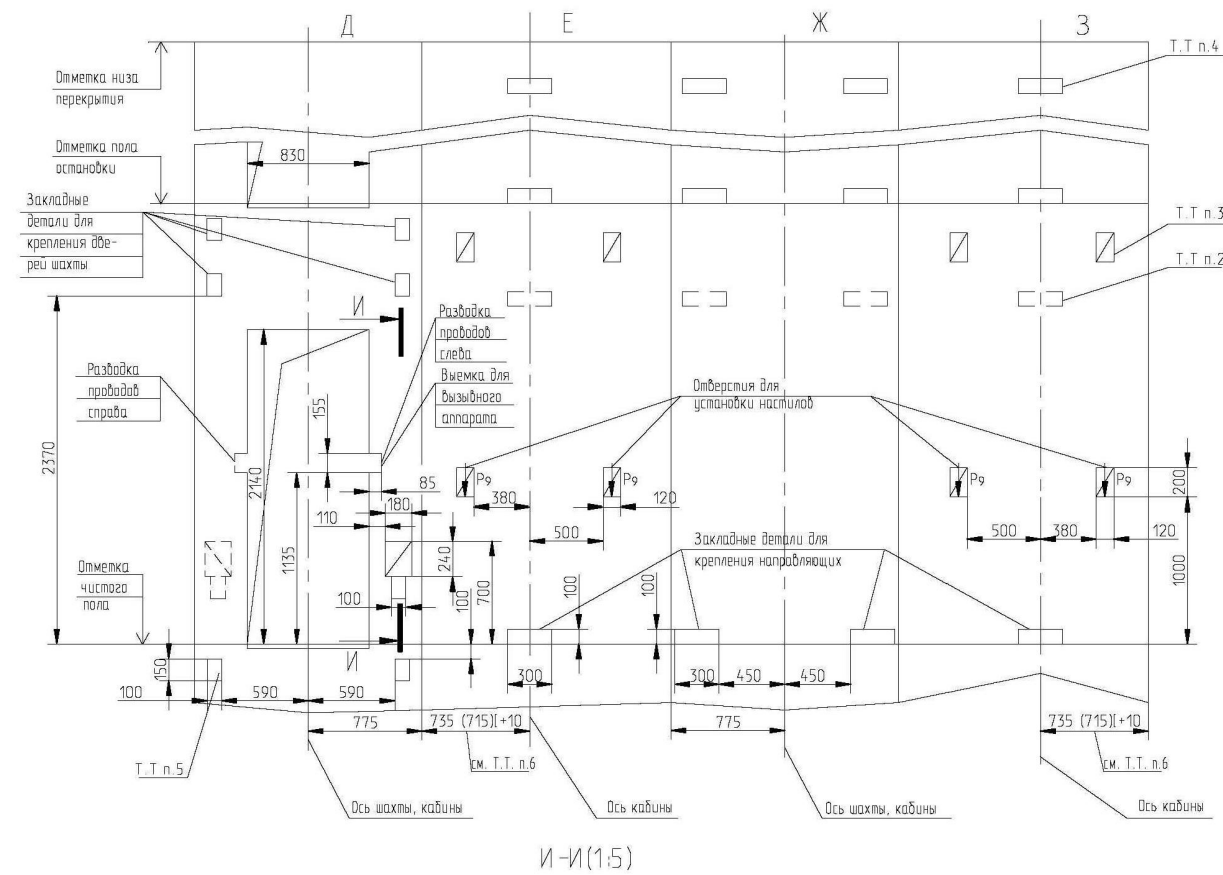 Д
Е
Ж
З
Т.Т п.4
Отметка низа
перекрытия
Отметка пола
остановки
830
Закладные
детали для
крепления две-
рей шахты
Т.Т п.3
Т.Т п.2
И
Разводка
проводов
слева
Выемка для
вызывного
аппарата
Разводка
проводов
справа
Отверстия для
установки настилов
2370
2140
155
1135
85
180
110
240
700
100
100
Р9
380
500
Р9
120
Р9
500
380
Р9
120
200
1000
Закладные детали для
крепления направляющих
Отметка
чистого
пола
100
100
И
150
100
590
590
300
300
450
450
775
735 (715)[+10
775
735 (715)[+10
Т.Т п.5
см. Т.Т. п.6
см. Т.Т. п.6
Ось шахты, кабины
Ось кабины
Ось шахты, кабины
Ось кабины
И-И(1:5)